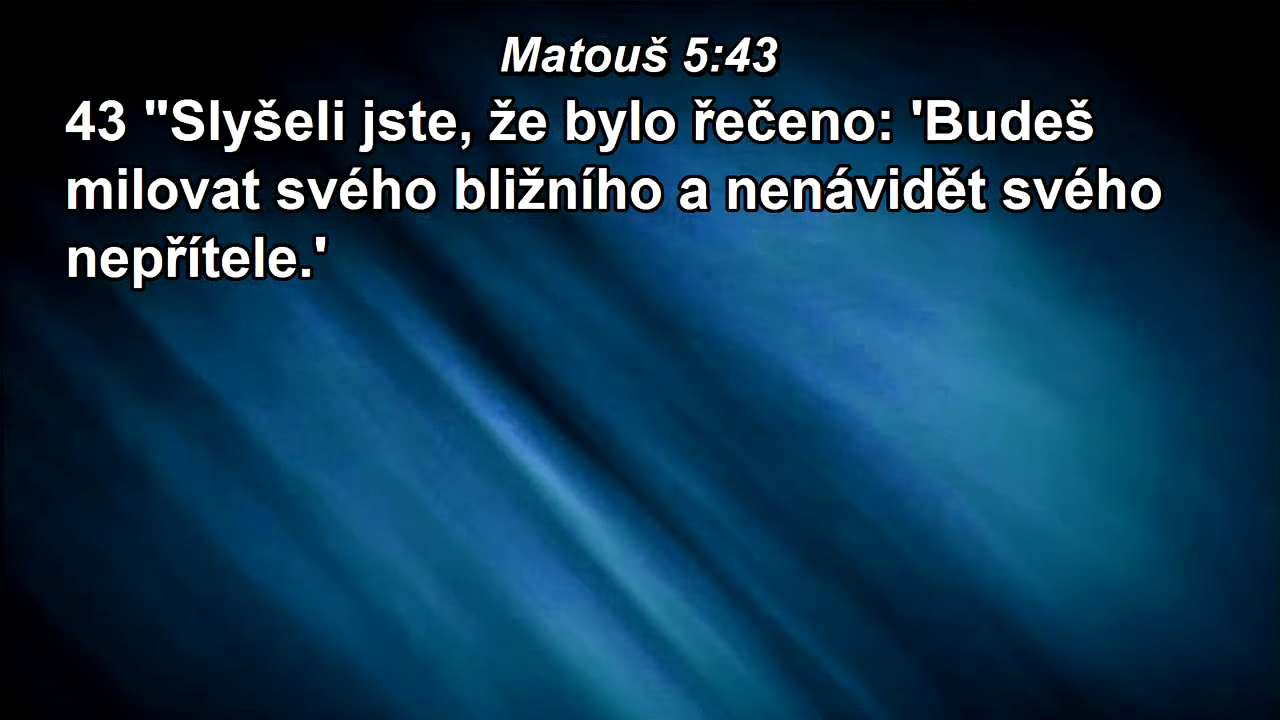 Matouš 5:43
43 "Slyšeli jste, že bylo řečeno: 'Budeš
milovat svého bližního a nenávidět svého
nepřítele.'